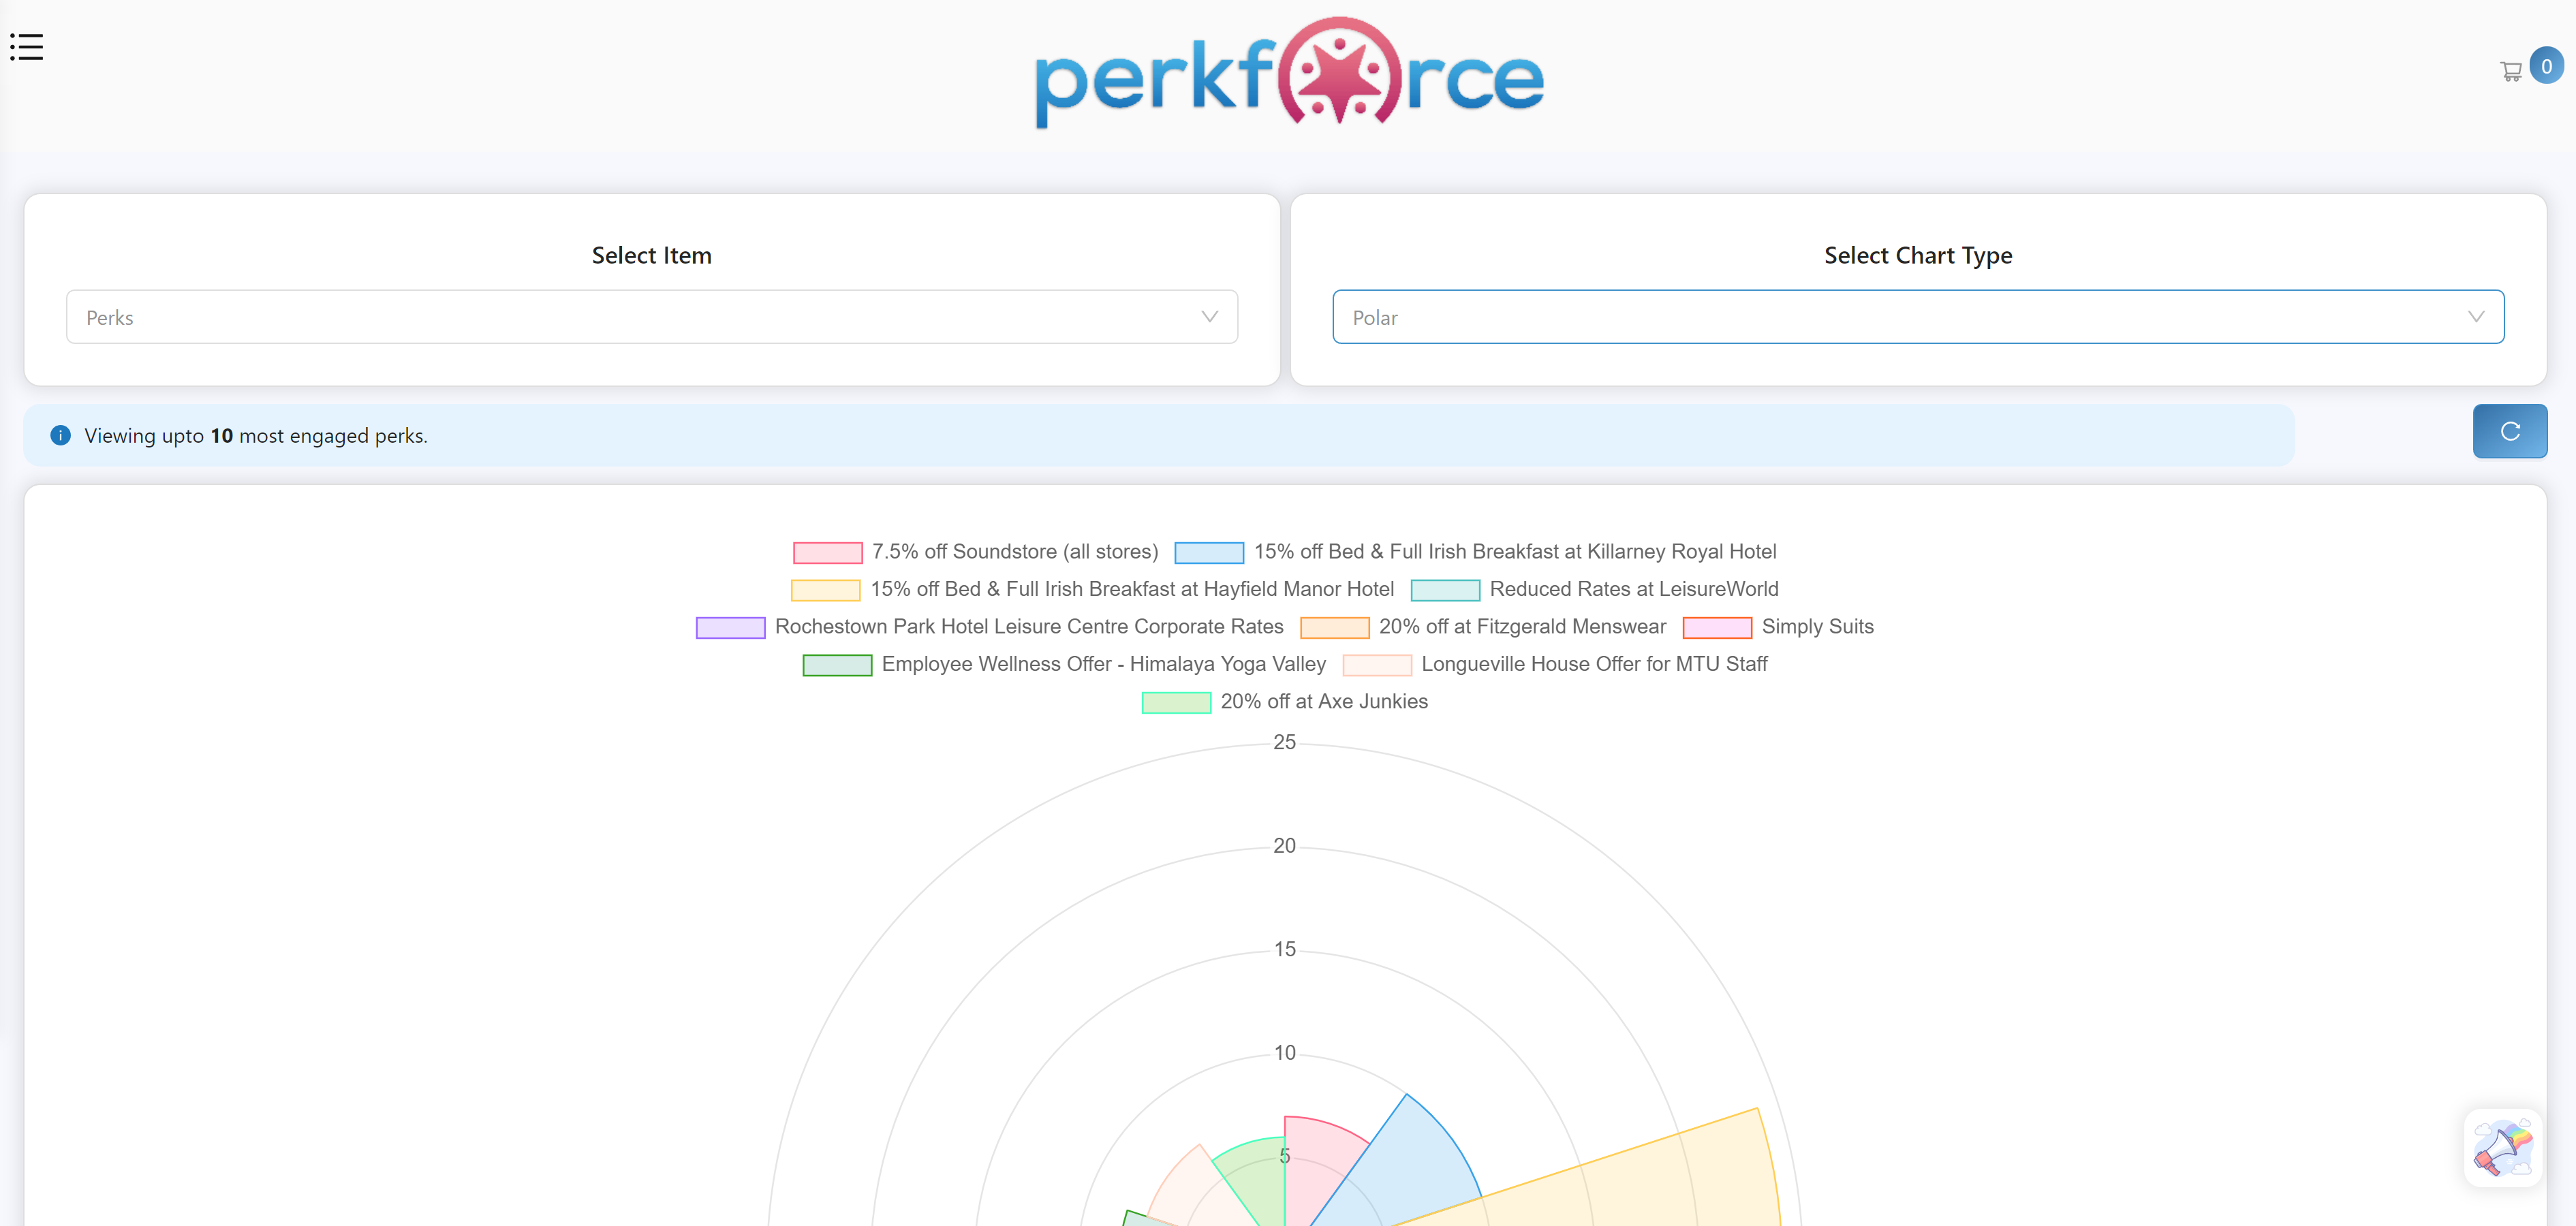 perkforce
0
Select Item
Select Chart Type
Perks
Polar
Viewing upto 10 most engaged perks.
7.5% off Soundstore (all stores) 15% off Bed & Full Irish Breakfast at Killarney Royal Hotel
15% off Bed & Full Irish Breakfast at Hayfield Manor Hotel Reduced Rates at LeisureWorld
Rochestown Park Hotel Leisure Centre Corporate Rates 20% off at Fitzgerald Menswear Simply Suits
Employee Wellness Offer - Himalaya Yoga Valley Longueville House Offer for MTU Staff
20% off at Axe Junkies
25
20
15
10
5